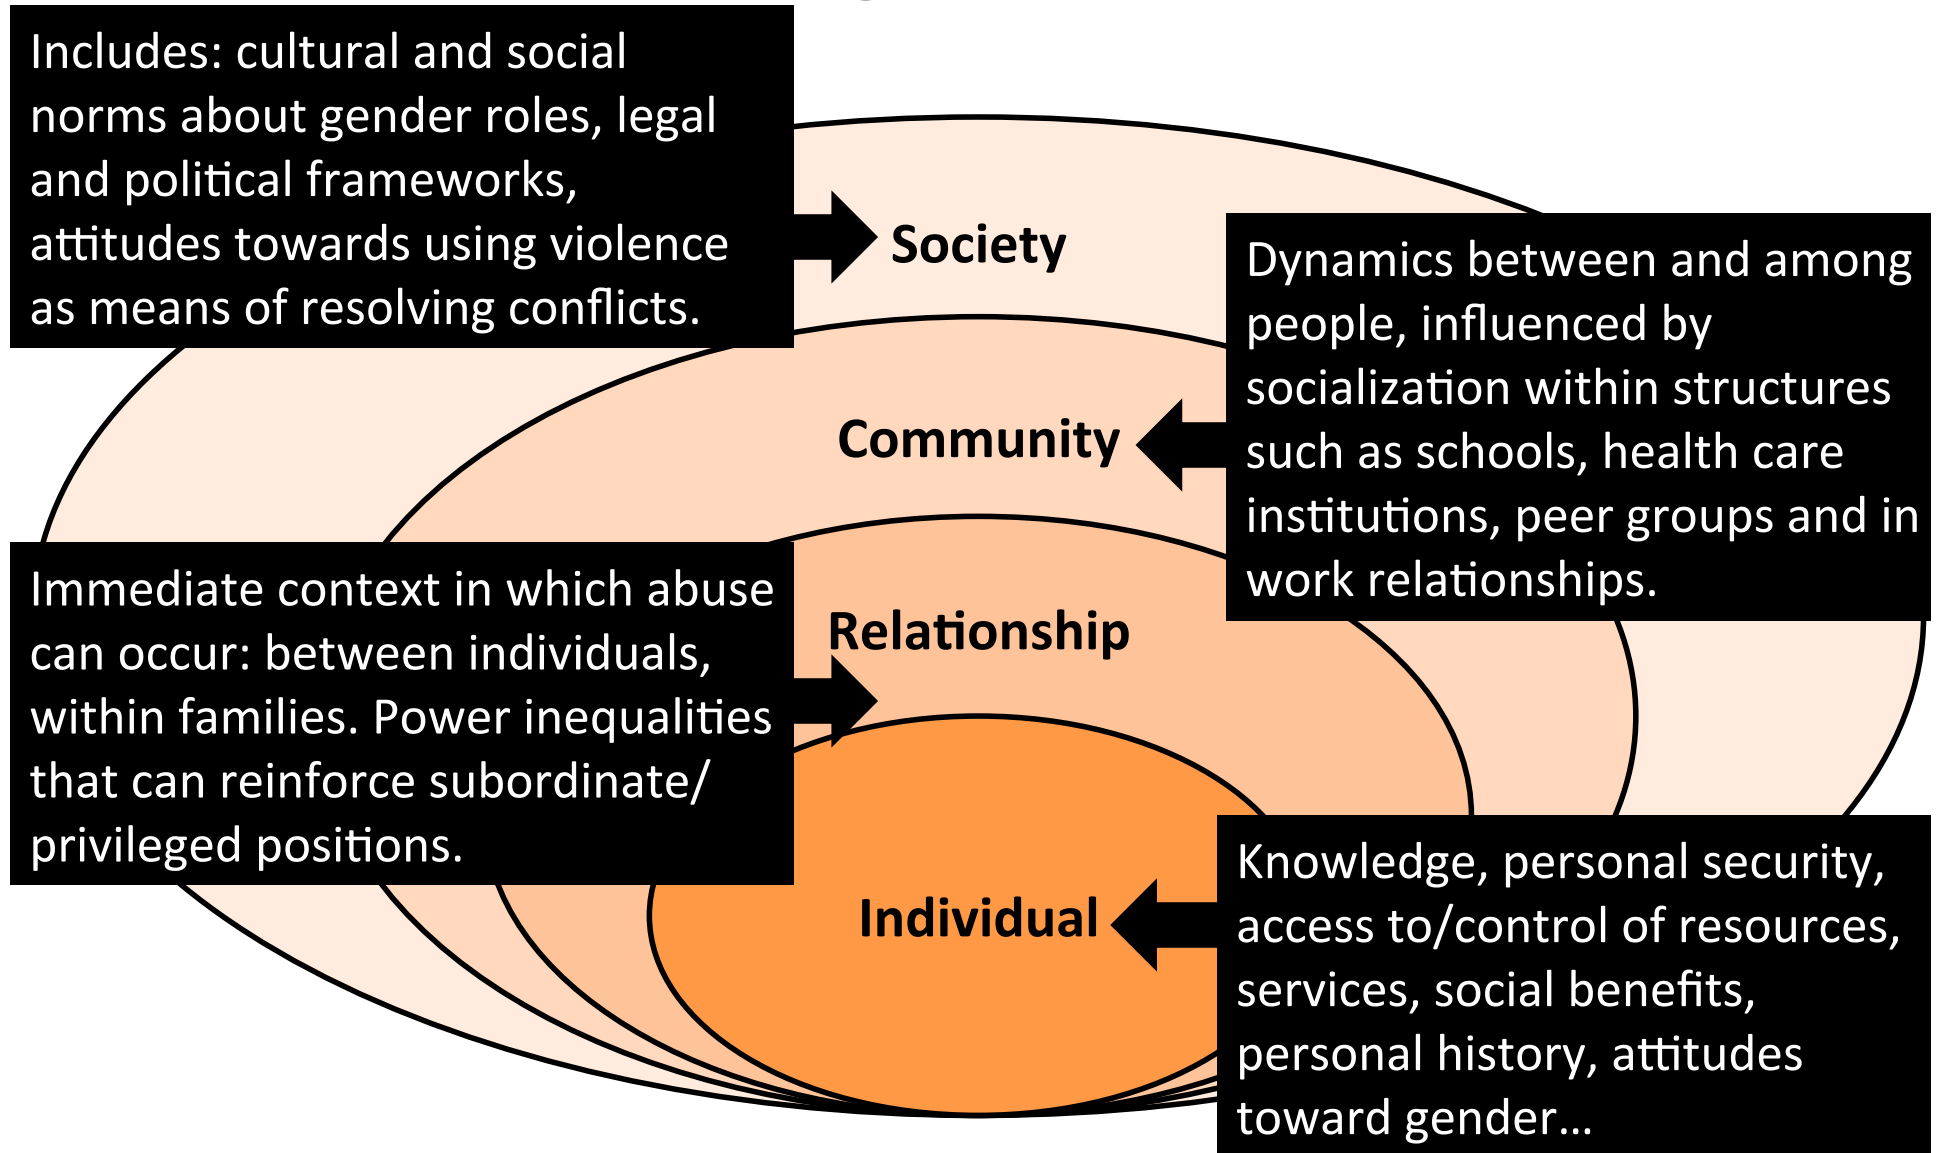 Includes: cultural and social
norms about gender roles, legal
and political frameworks,
attitudes towards using violence
as means of resolving conflicts.
Society
Dynamics between and among
people, influenced by
socialization within structures
such as schools, health care
institutions, peer groups and in
work relationships.
Community
Immediate context in which abuse
can occur: between individuals,
within families. Power inequalities
that can reinforce subordinate/
privileged positions.
Relationship
Individual
Knowledge, personal security,
access to/control of resources,
services, social benefits,
personal history, attitudes
toward gender…